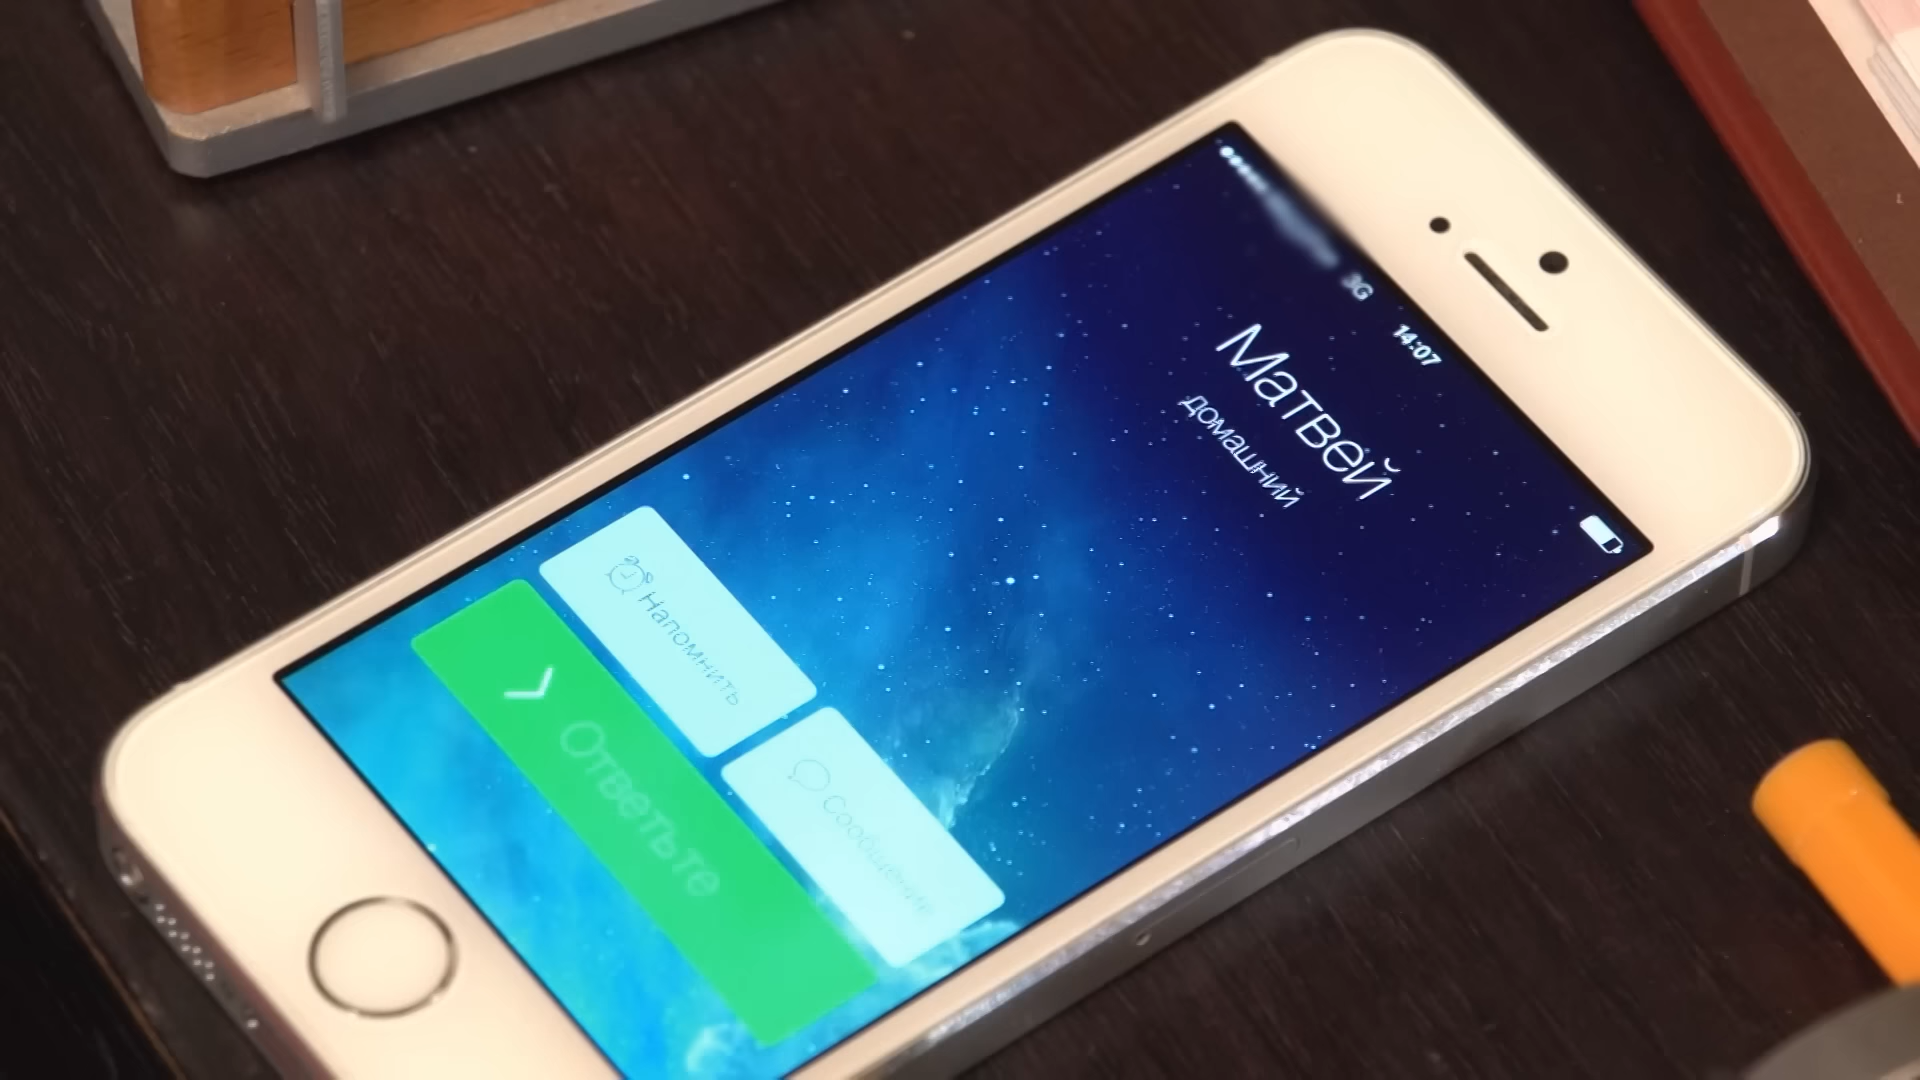 3G 14:07
Матвей
домашний
Напомнить
Сообщение
Ответьте